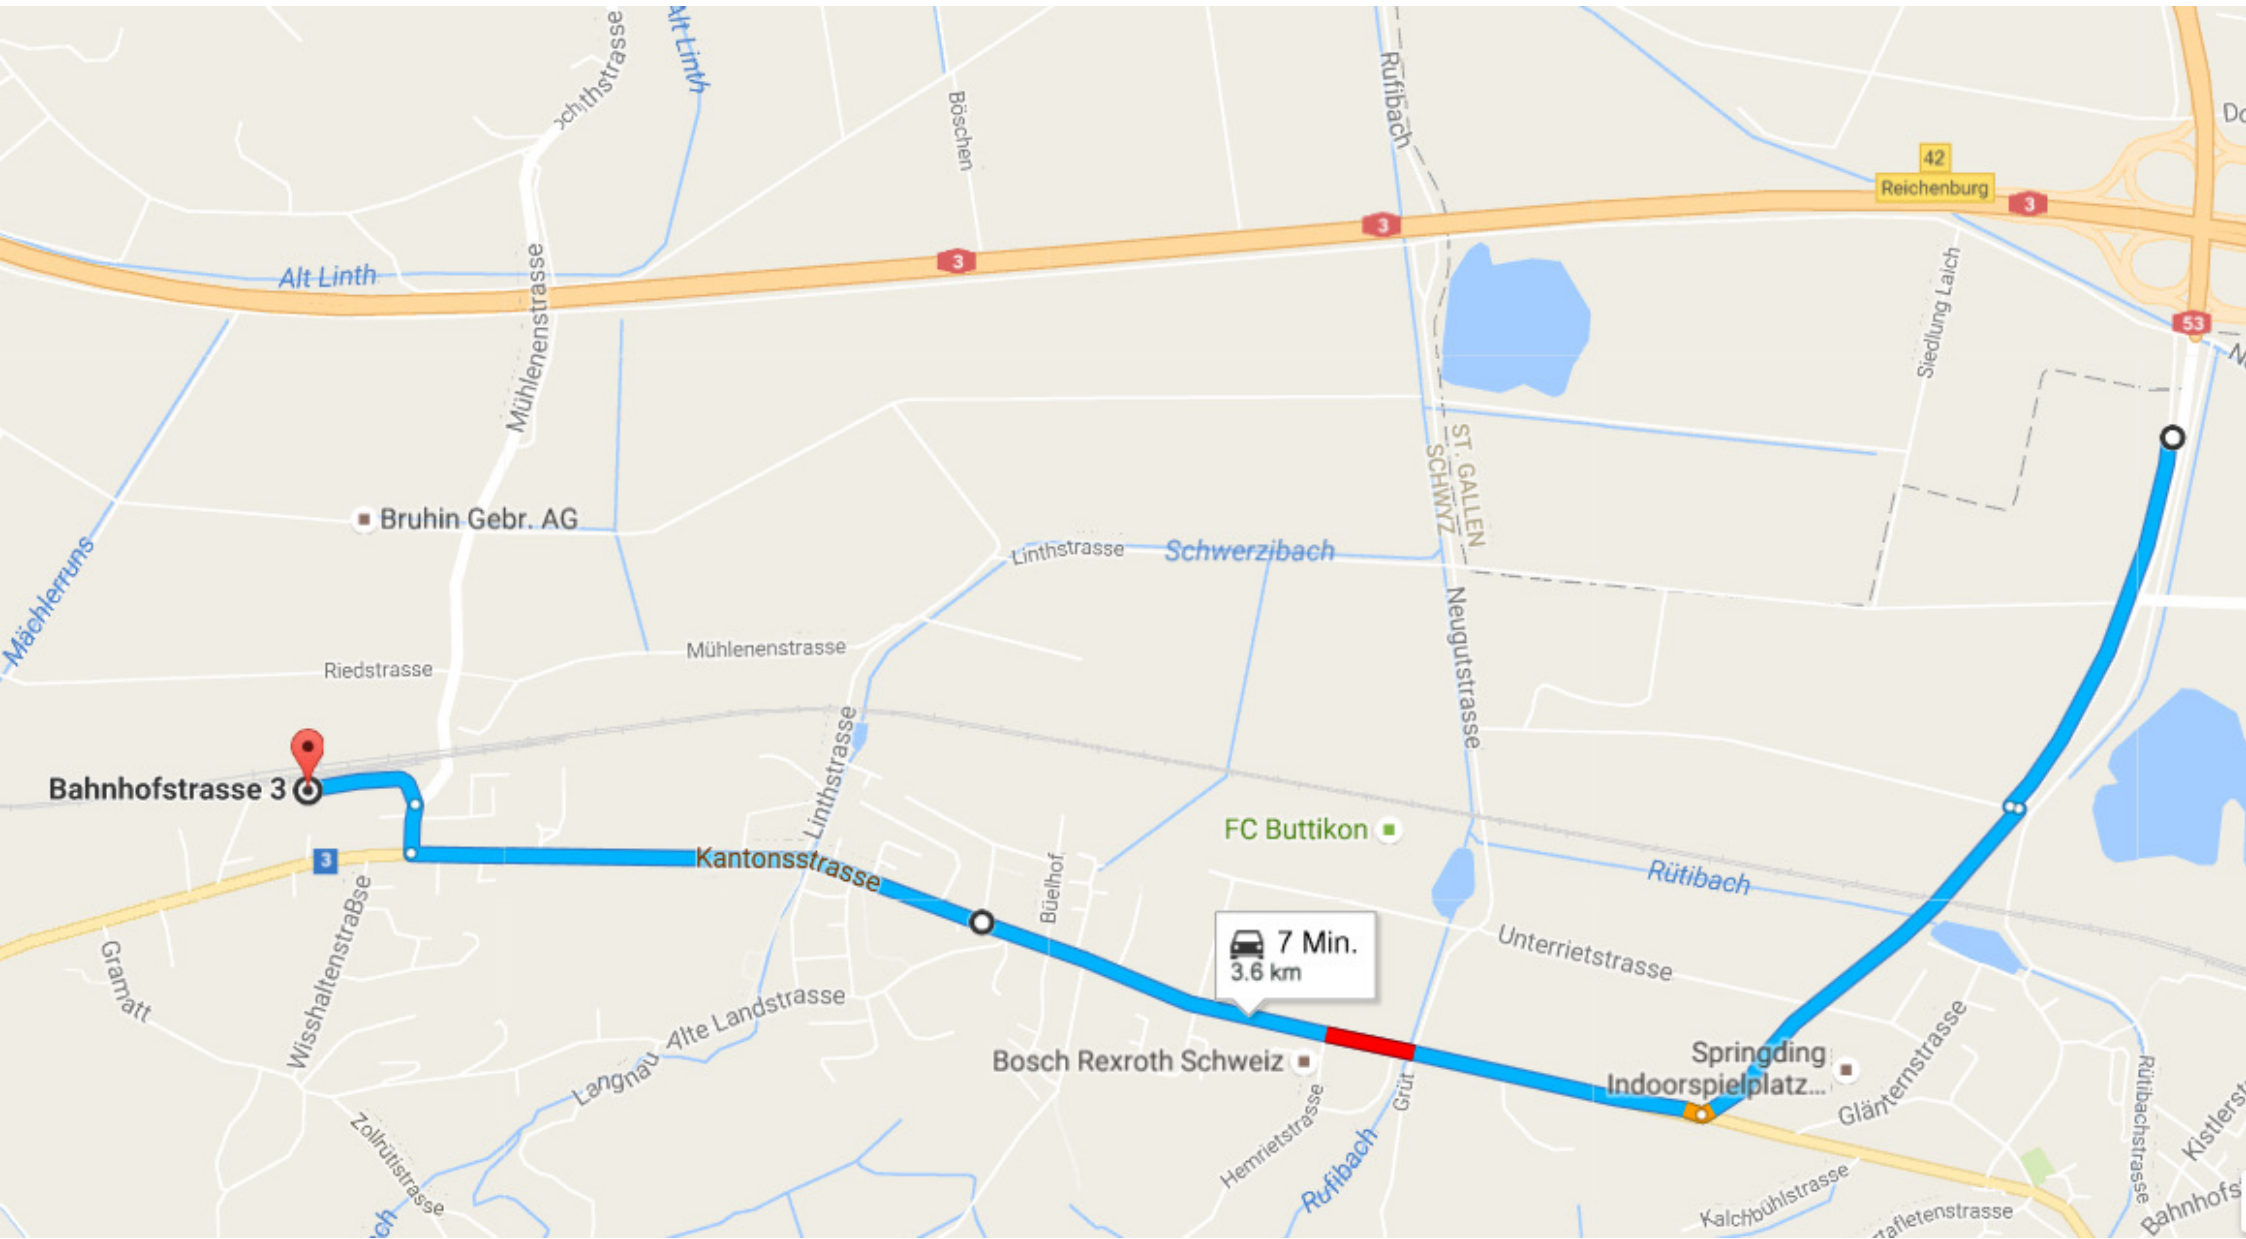 Alt Linth
Böschen
Rufibach
42
Reichenburg
3
3
3
Alt Linth
Mühlenenstrasse
Siedlung Laich
53
ST. GALLEN
SCHWYZ
Bruhin Gebr. AG
Linthstrasse
Schwerzibach
Mächlerruns
Neugutstrasse
Mühlenenstrasse
Riedstrasse
Linthstrasse
Bahnhofstrasse 3
FC Buttikon
3
Kantonsstrasse
Büelhof
Rütibach
7 Min.
3.6 km
Unterrietstrasse
Gramatt
Wisshaltenstraßse
Alte Landstrasse
Langnau
Bosch Rexroth Schweiz
Grüt
Springding
Indoorspielplatz...
Gläńternstrasse
Rütibachstrasse
Zollrütistrasse
Hemrietstrasse
Rufibach
Kalchbühlstrasse